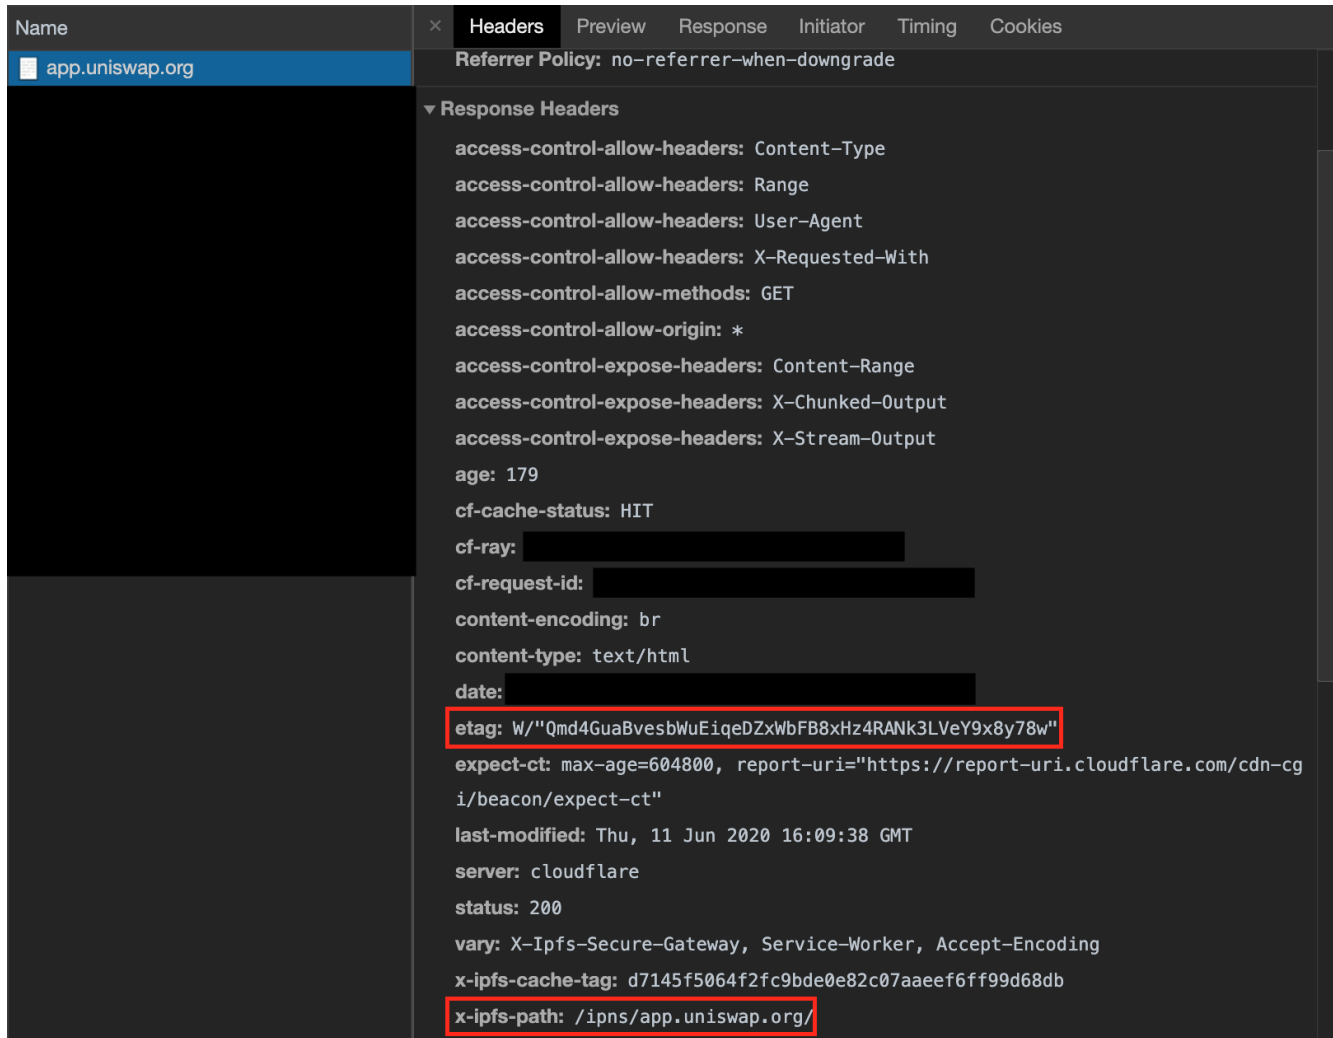 Name
× Headers Preview Response Initiator Timing Cookies
app.uniswap.org
Referrer Policy: no-referrer-when-downgrade
Response Headers
access-control-allow-headers: Content-Type
access-control-allow-headers: Range
access-control-allow-headers: User-Agent
access-control-allow-headers: X-Requested-With
access-control-allow-methods: GET
access-control-allow-origin: *
access-control-expose-headers: Content-Range
access-control-expose-headers: X-Chunked-Output
access-control-expose-headers: X-Stream-Output
age: 179
cf-cache-status: HIT
cf-ray:
cf-request-id:
content-encoding: br
content-type: text/html
date:
etag: W/"Qmd4GuaBvesbWuEiqeDZxWbFB8xHz4RANk3LVeY9x8y78w"
expect-ct: max-age=604800, report-uri="https://report-uri.cloudflare.com/cdn-cg
i/beacon/expect-ct"
last-modified: Thu, 11 Jun 2020 16:09:38 GMT
server: cloudflare
status: 200
vary: X-Ipfs-Secure-Gateway, Service-Worker, Accept-Encoding
x-ipfs-cache-tag: d7145f5064f2fc9bde0e82c07aaeef6ff99d68db
x-ipfs-path: /ipns/app.uniswap.org/